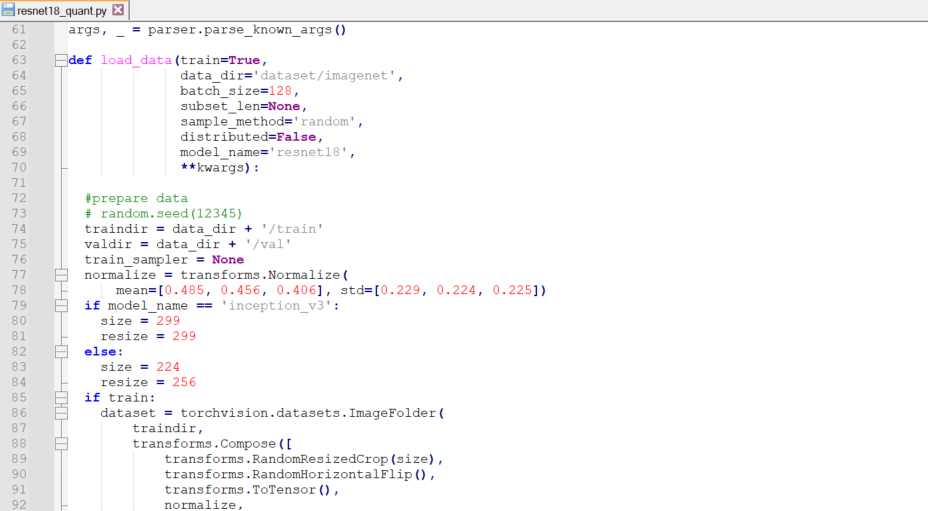 resnet18_quant.py
61 args, _ = parser.parse_known_args()
62
63 def load_data(train=True,
64 data_dir='dataset/imagenet',
65 batch_size=128,
66 subset_len=None,
67 sample_method='random',
68 distributed=False,
69 model_name='resnet18',
70 **kwargs):
71
72 #prepare data
73 # random.seed(12345)
74 traindir = data_dir + '/train'
75 valdir = data_dir + '/val'
76 train_sampler = None
77 normalize = transforms.Normalize(
78 mean=[0.485, 0.456, 0.406], std=[0.229, 0.224, 0.225])
79 if model_name == 'inception_v3':
80 size = 299
81 resize = 299
82 else:
83 size = 224
84 resize = 256
85 if train:
86 dataset = torchvision.datasets.ImageFolder(
87 traindir,
88 transforms.Compose([
89 transforms.RandomResizedCrop(size),
90 transforms.RandomHorizontalFlip(),
91 transforms.ToTensor(),
92 normalize,